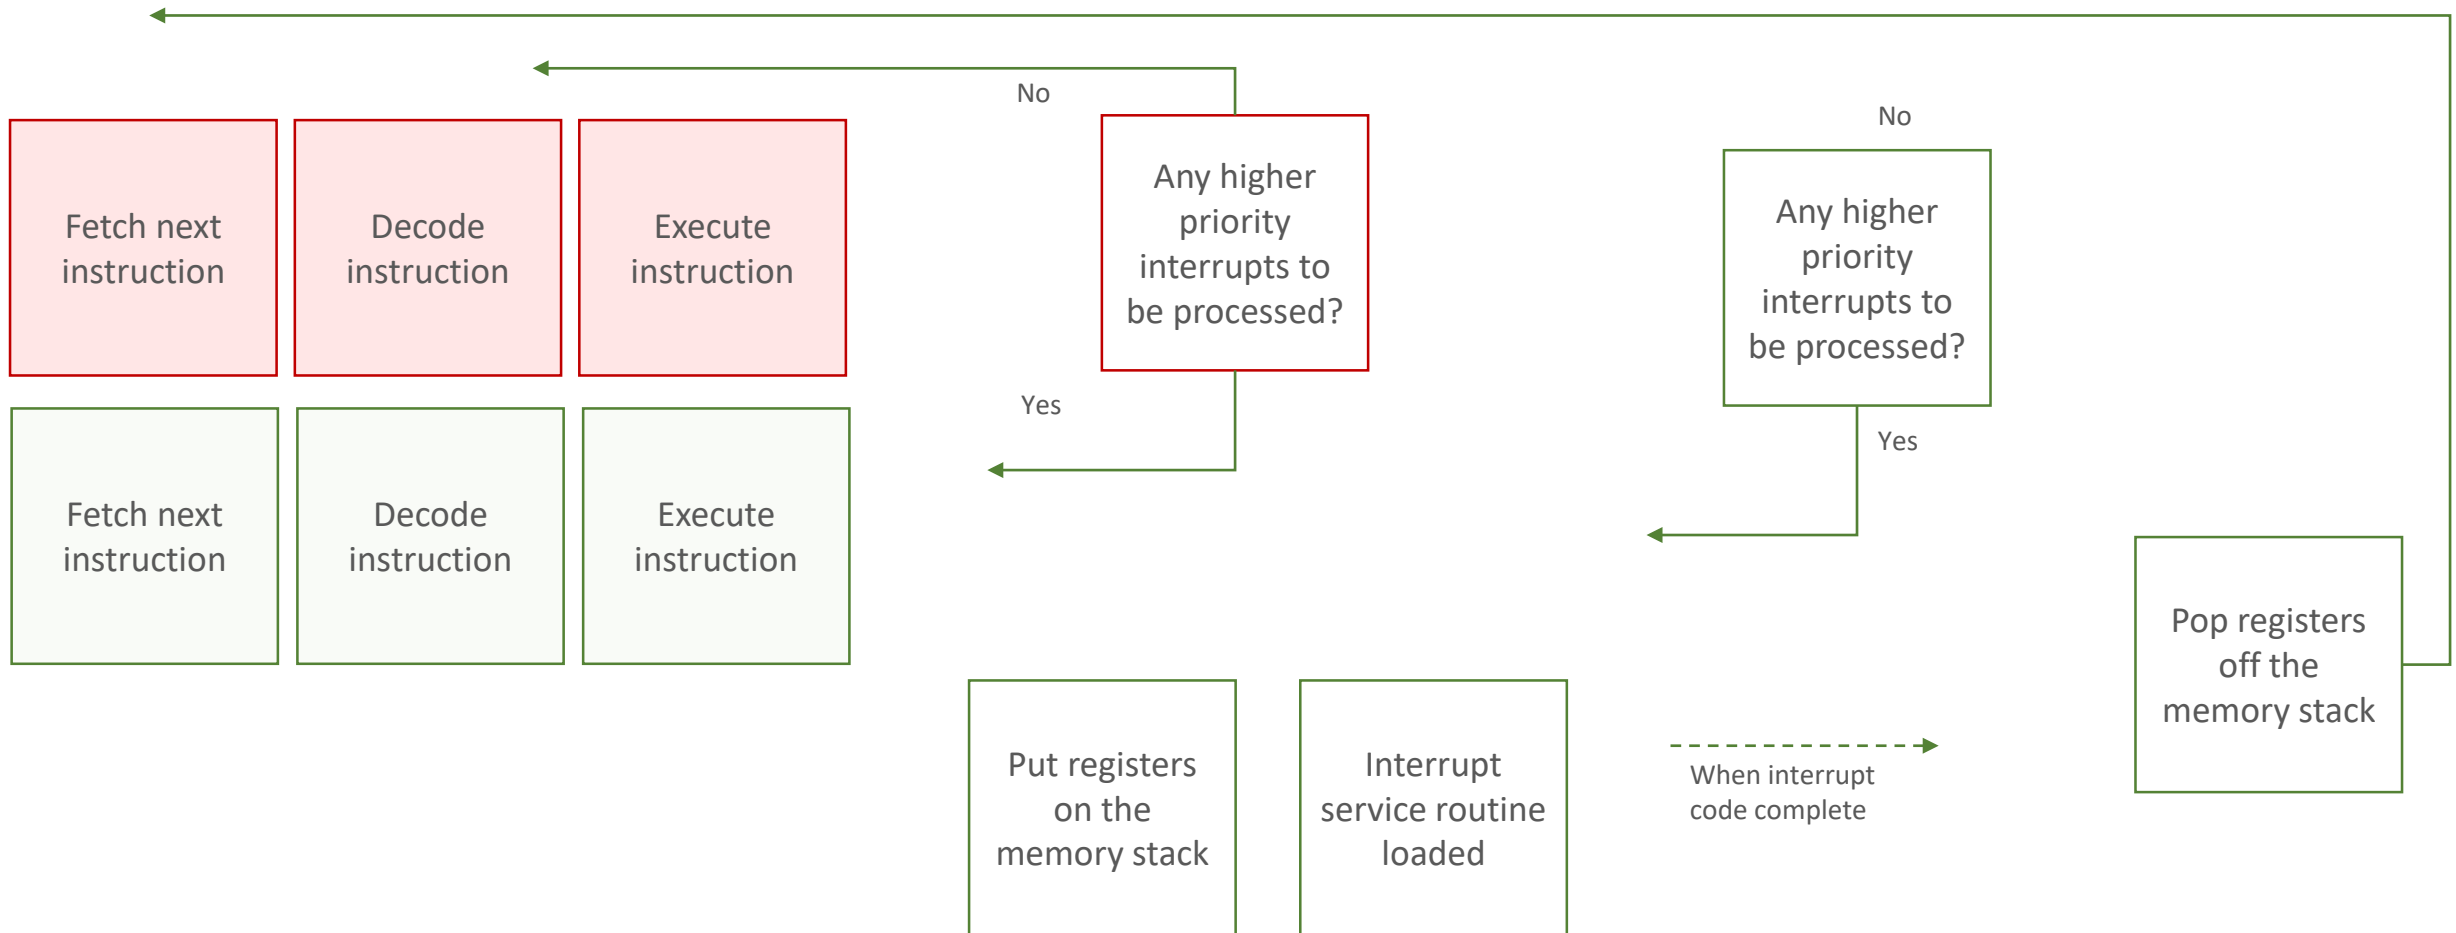 No
Fetch next
instruction
Decode
instruction
Execute
instruction
Any higher
priority
interrupts to
be processed?
No
Any higher
priority
interrupts to
be processed?
Yes
Yes
Fetch next
instruction
Decode
instruction
Execute
instruction
Put registers
on the
memory stack
Interrupt
service routine
loaded
When interrupt
code complete
Pop registers
off the
memory stack